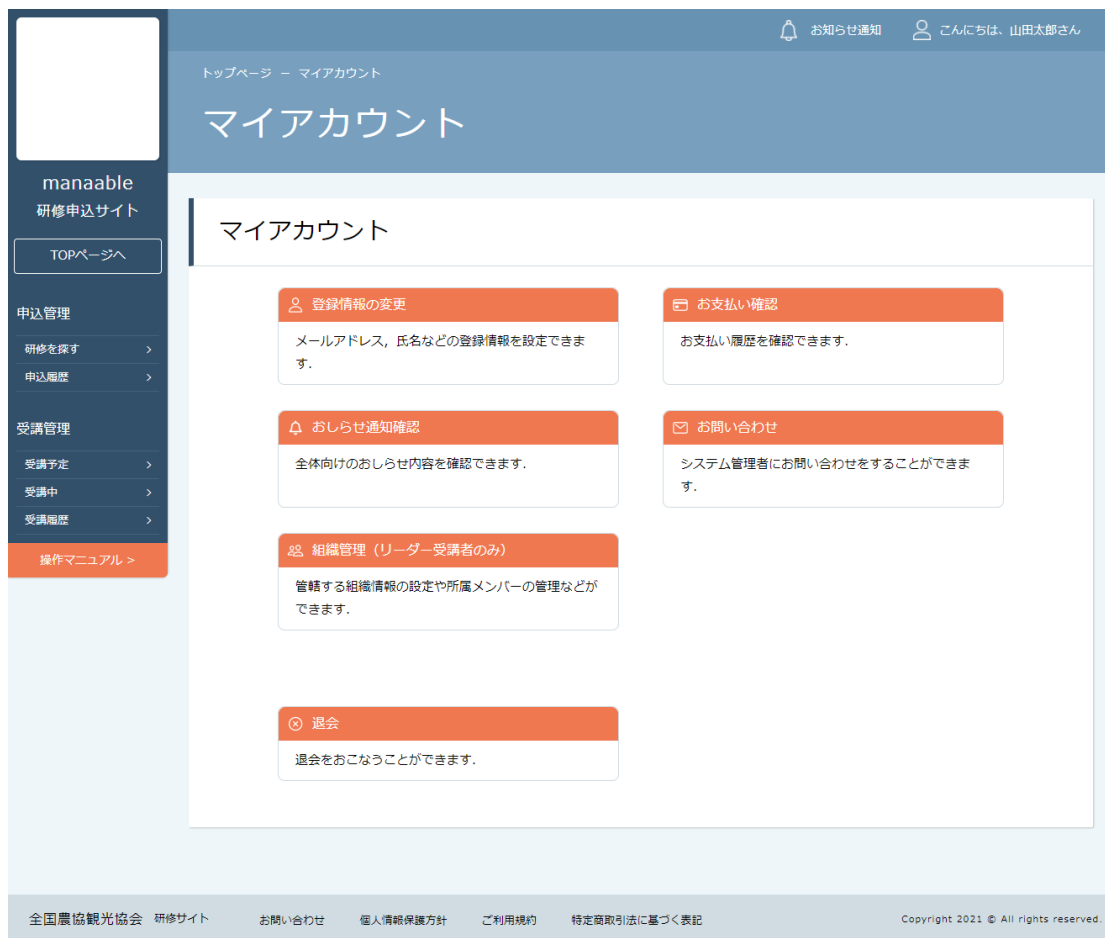 お知らせ通知
こんにちは、山田太郎さん
トップページ － マイアカウント
マイアカウント
manaable
研修申込サイト
TOPページへ
申込管理
研修を探す
申込履歴
受講管理
受講予定
受講中
受講履歴
操作マニュアル >
マイアカウント
登録情報の変更
メールアドレス，氏名などの登録情報を設定できま
す．
お支払い確認
お支払い履歴を確認できます．
おしらせ通知確認
全体向けのおしらせ内容を確認できます．
お問い合わせ
システム管理者にお問い合わせをすることができま
す．
組織管理（リーダー受講者のみ）
管轄する組織情報の設定や所属メンバーの管理などが
できます．
退会
退会をおこなうことができます．
全国農協観光協会 研修サイト
お問い合わせ
個人情報保護方針
ご利用規約
特定商取引法に基づく表記
Copyright 2021 © All rights reserved.